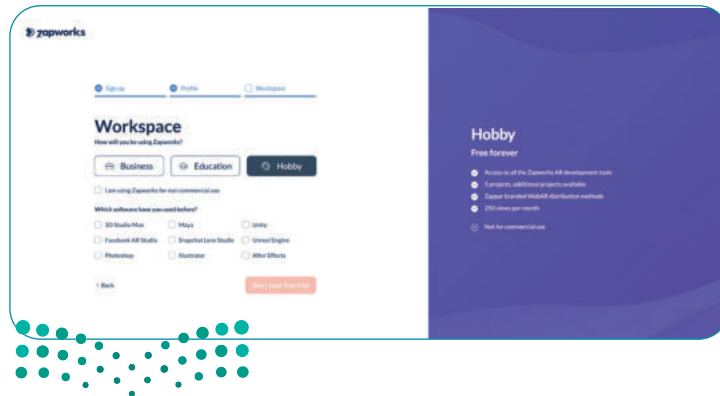 zapworks
Sign up Profile Workspace
Workspace
How will you be using Zapworks?
Business Education Hobby
I am using Zapworks for non-commercial use
Which software have you used before?
3D Studio Max Maya Unity
Facebook AR Studio Snapchat Lens Studio Unreal Engine
Photoshop Illustrator After Effects
‹ Back Start your free trial
Hobby
Free forever
Access to all the Zapworks AR development tools
5 projects, additional projects available
Zappar branded WebAR distribution methods
250 views per month
Not for commercial use